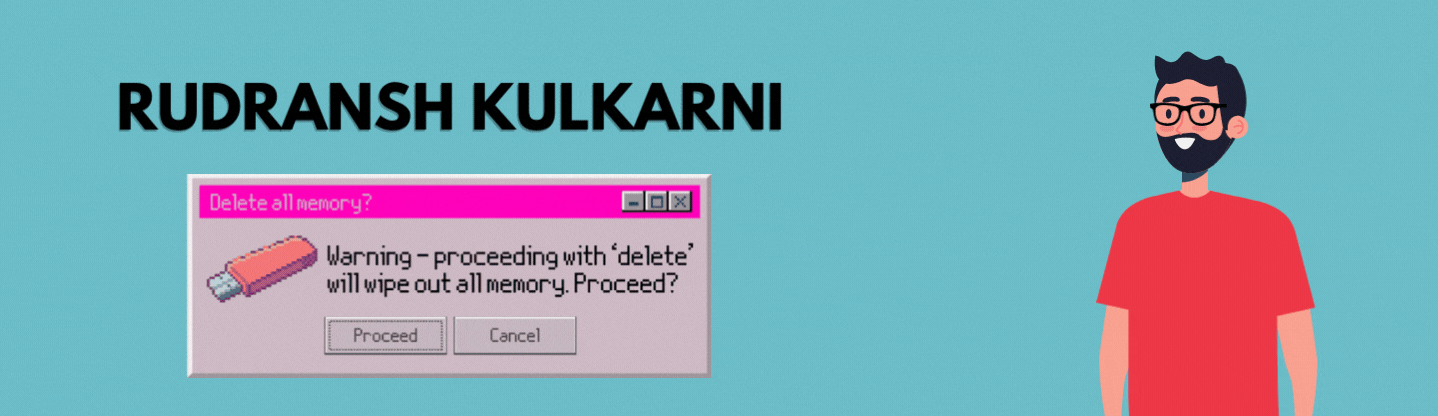 RUDRANSH KULKARNI
Delete all memory?
Warning - proceeding with ‘delete’
will wipe out all memory. Proceed?
Proceed
Cancel